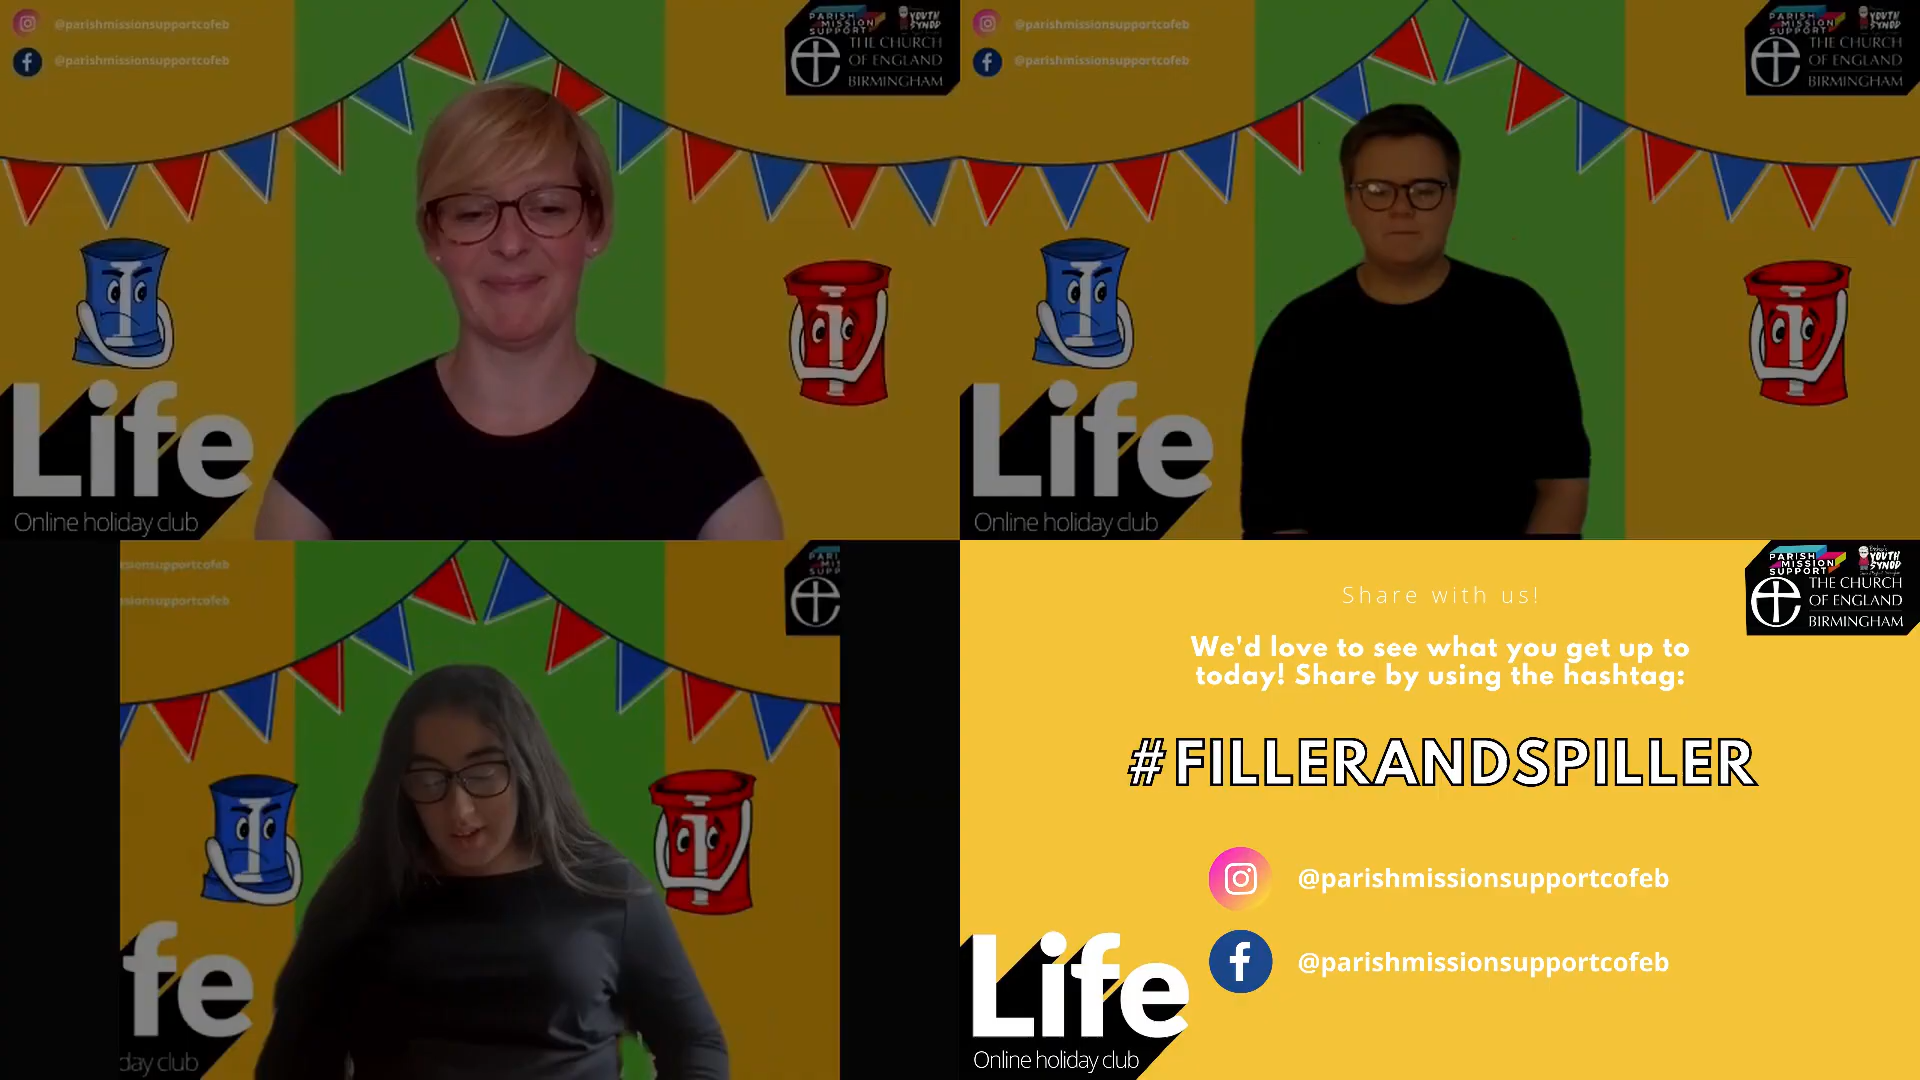 @parishmissionsupportcofeb
@parishmissionsupportcofeb
PARISH
MISSION
SUPPORT
YOUTH
SYNOD
THE CHURCH
OF ENGLAND
BIRMINGHAM
Life
Online holiday club
@parishmissionsupportcofeb
@parishmissionsupportcofeb
PARISH
MISSION
SUPPORT
YOUTH
SYNOD
THE CHURCH
OF ENGLAND
BIRMINGHAM
Life
Online holiday club
ionsupportcofeb
fe
day club
Share with us!
We'd love to see what you get up to
today! Share by using the hashtag:
#FILLERANDSPILLER
@parishmissionsupportcofeb
@parishmissionsupportcofeb
PARISH
MISSION
SUPPORT
YOUTH
SYNOD
THE CHURCH
OF ENGLAND
BIRMINGHAM
Life
Online holiday club